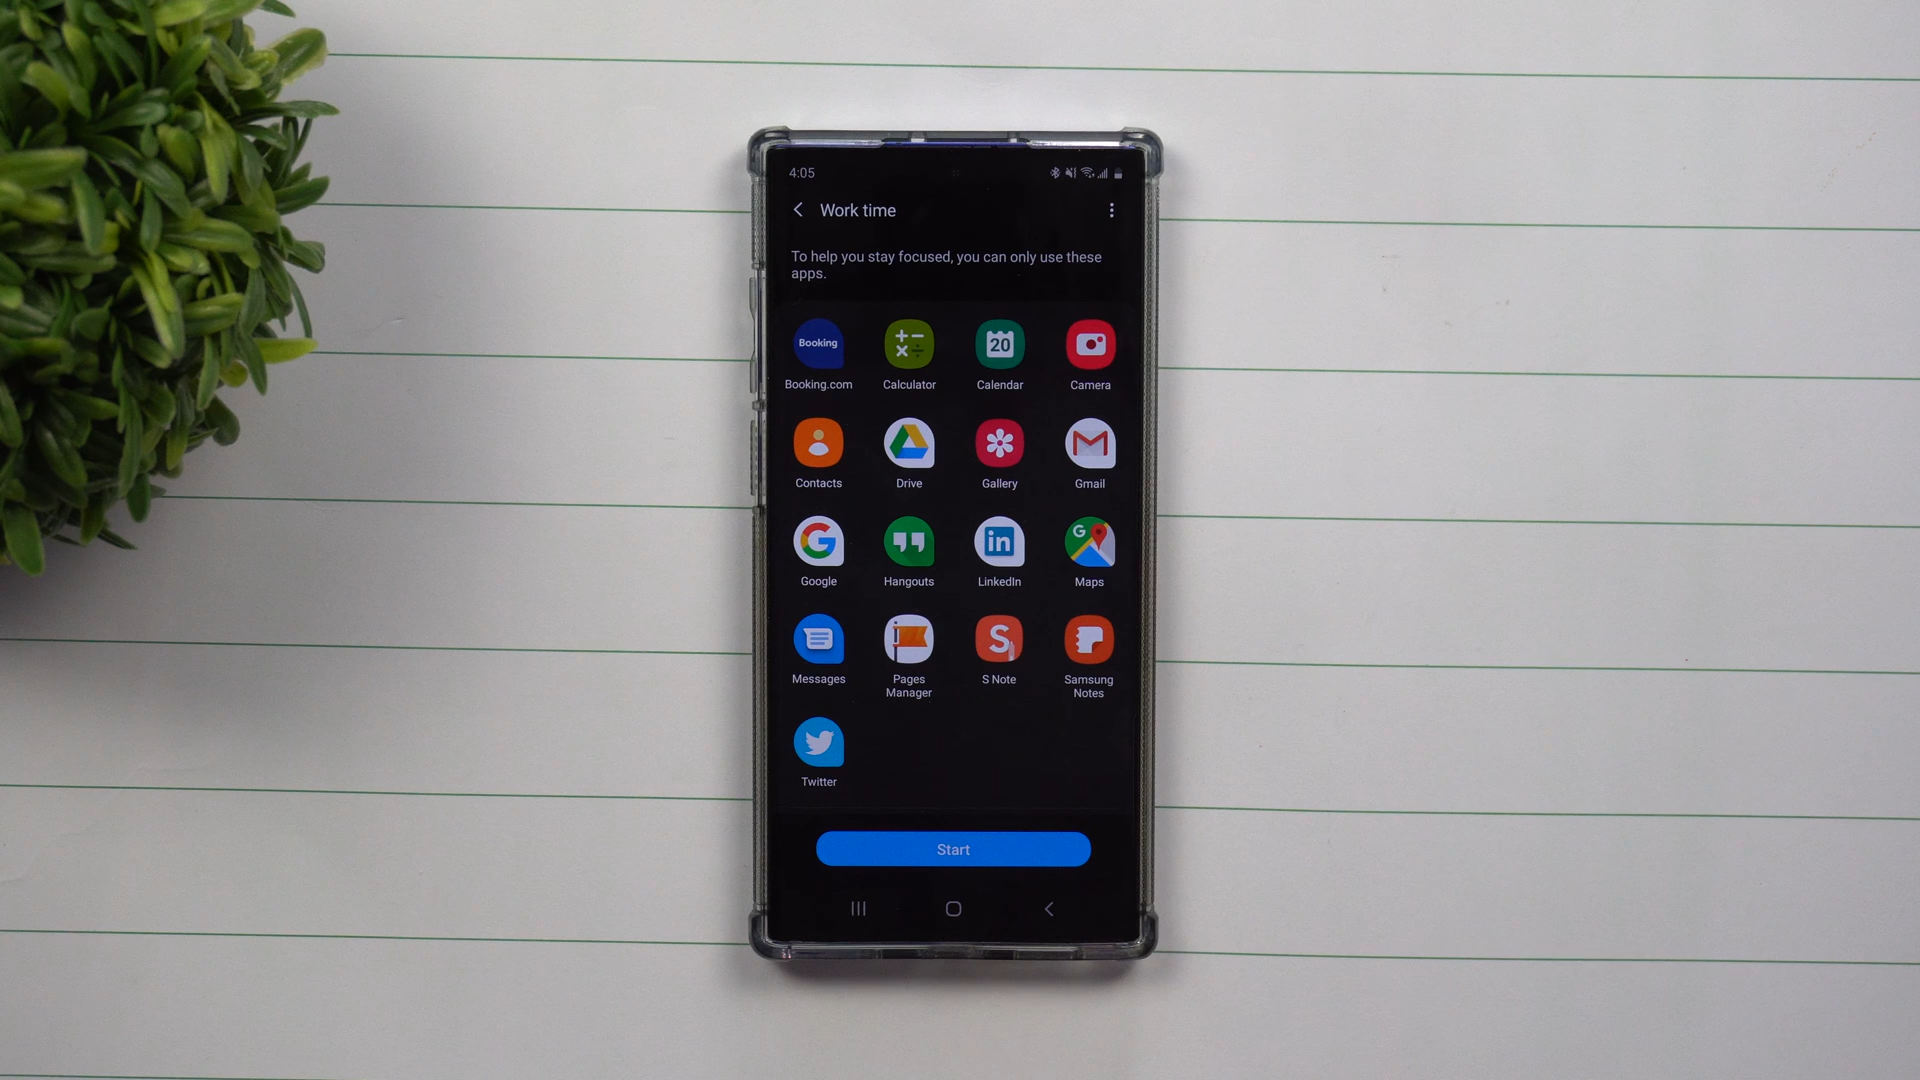 4:05
Work time
To help you stay focused, you can only use these
apps.
Booking
20
Booking.com Calculator Calendar Camera
Contacts Drive Gallery Gmail
G in G
Google Hangouts LinkedIn Maps
S
Messages Pages S Note Samsung
Manager Notes
Twitter
Start